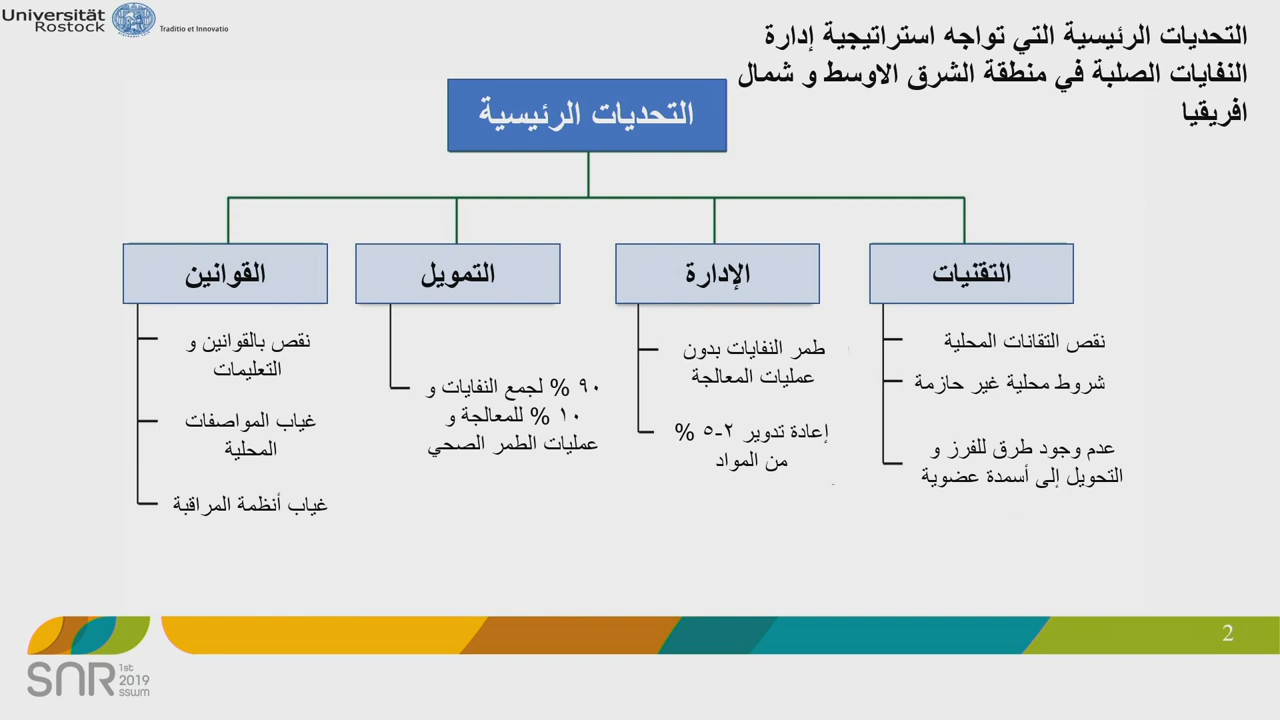 Universität
Rostock
Traditio et Innovatio
التحديات الرئيسية التي تواجه استراتيجية إدارة
النفايات الصلبة في منطقة الشرق الاوسط و شمال
افريقيا
التحديات الرئيسية
التقنيات
نقص التقانات المحلية
شروط محلية غير حازمة
عدم وجود طرق للفرز و
التحويل إلى أسمدة عضوية
الإدارة
طمر النفايات بدون
عمليات المعالجة
إعادة تدوير ٢-٥ %
من المواد
التمويل
٩٠ % لجمع النفايات و
١٠ % للمعالجة و
عمليات الطمر الصحي
القوانين
نقص بالقوانين و
التعليمات
غياب المواصفات
المحلية
غياب أنظمة المراقبة
2
SNR
1st
2019
sswm